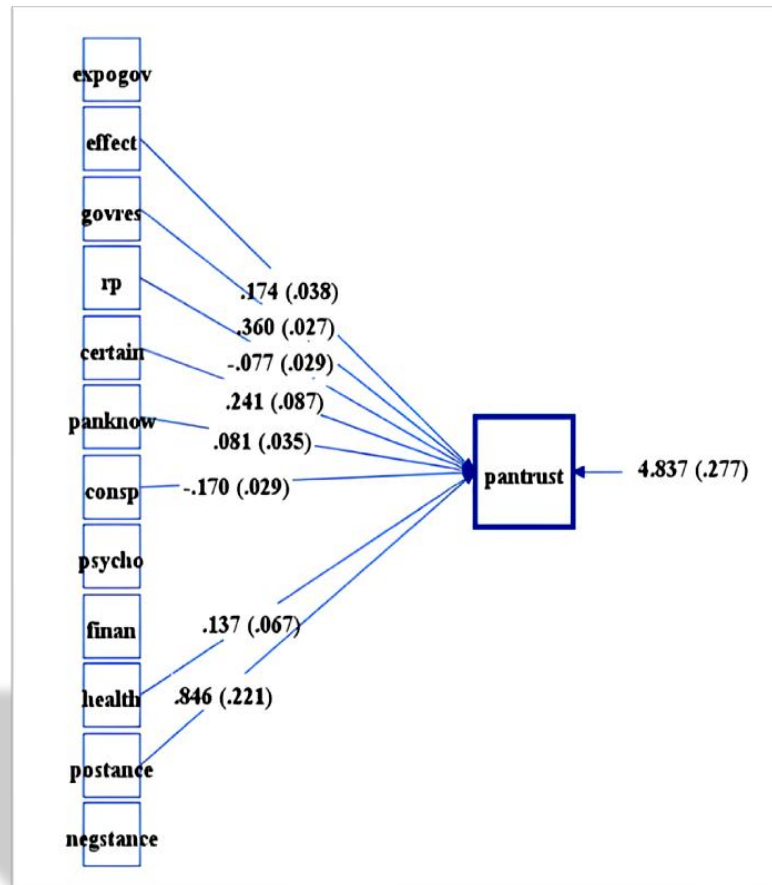 expogov
effect
govres
rp
certain
panknow
consp
psycho
finan
health
postance
negstance
.174 (.038)
.360 (.027)
-.077 (.029)
.241 (.087)
.081 (.035)
-.170 (.029)
.137 (.067)
.846 (.221)
pantrust
4.837 (.277)